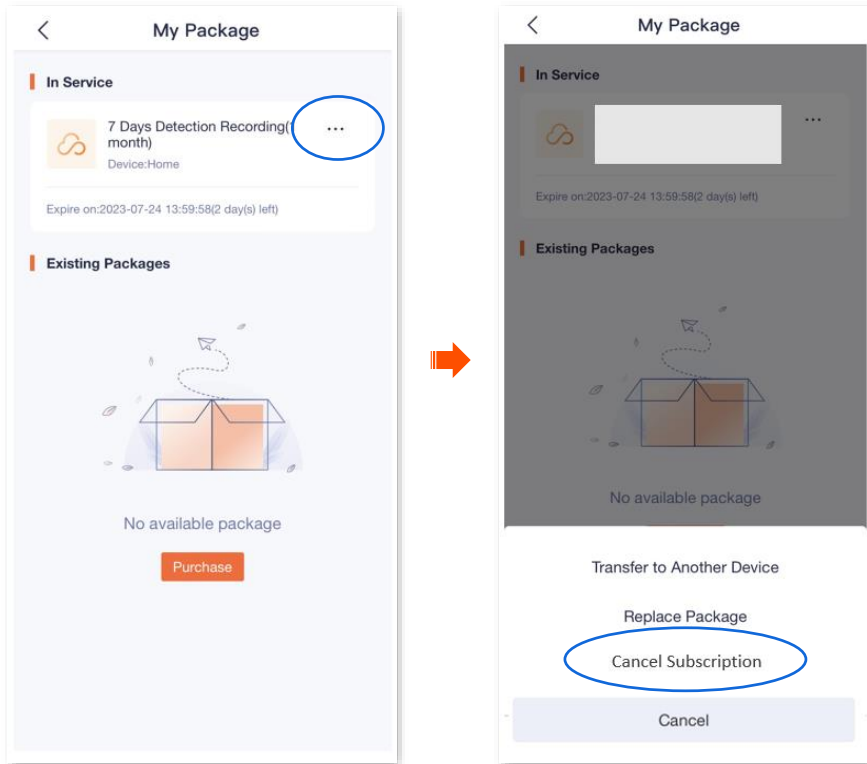 My Package
In Service
7 Days Detection Recording(
month)
Device:Home
Expire on:2023-07-24 13:59:58(2 day(s) left)
Existing Packages
No available package
Purchase
My Package
In Service
Expire on:2023-07-24 13:59:58(2 day(s) left)
Existing Packages
No available package
Transfer to Another Device
Replace Package
Cancel Subscription
Cancel